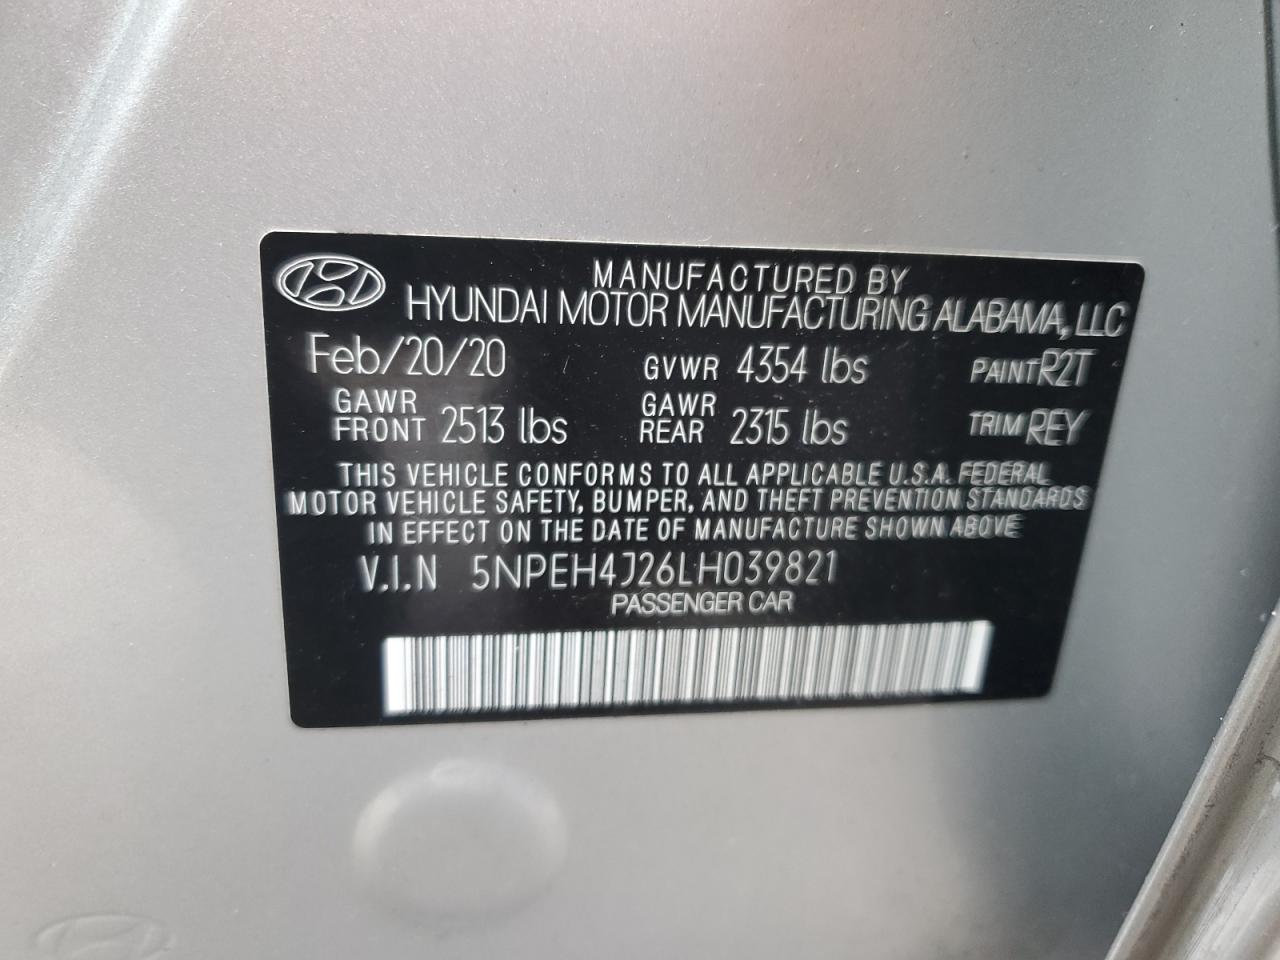 MANUFACTURED BY
HYUNDAI MOTOR MANUFACTURING ALABAMA, LLC
Feb/20/20 GVWR 4354 lbs PAINT R2T
GAWR FRONT 2513 lbs GAWR REAR 2315 lbs TRIM REY
THIS VEHICLE CONFORMS TO ALL APPLICABLE U.S.A. FEDERAL
MOTOR VEHICLE SAFETY, BUMPER, AND THEFT PREVENTION STANDARDS
IN EFFECT ON THE DATE OF MANUFACTURE SHOWN ABOVE
V.I.N 5NPEH4J26LH039821
PASSENGER CAR